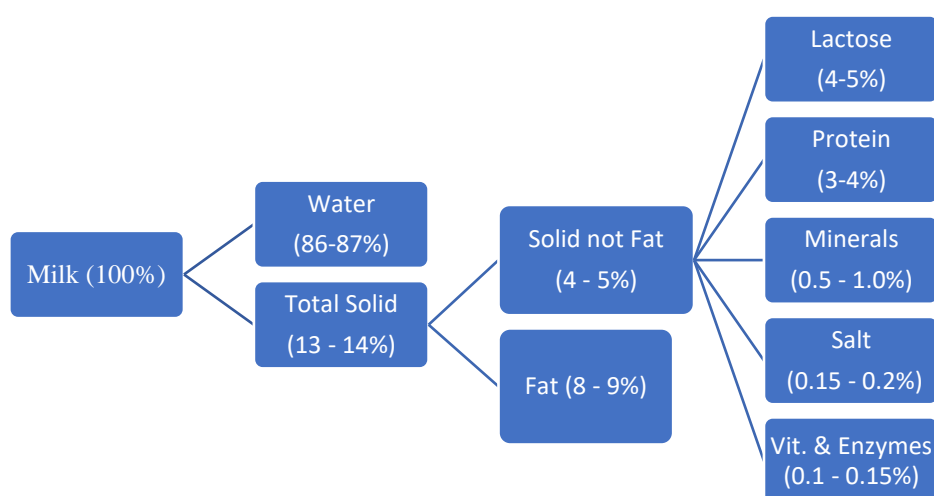 Milk (100%)
Water
(86-87%)
Total Solid
(13 - 14%)
Solid not Fat
(4 - 5%)
Fat (8 - 9%)
Lactose
(4-5%)
Protein
(3-4%)
Minerals
(0.5 - 1.0%)
Salt
(0.15 - 0.2%)
Vit. & Enzymes
(0.1 - 0.15%)